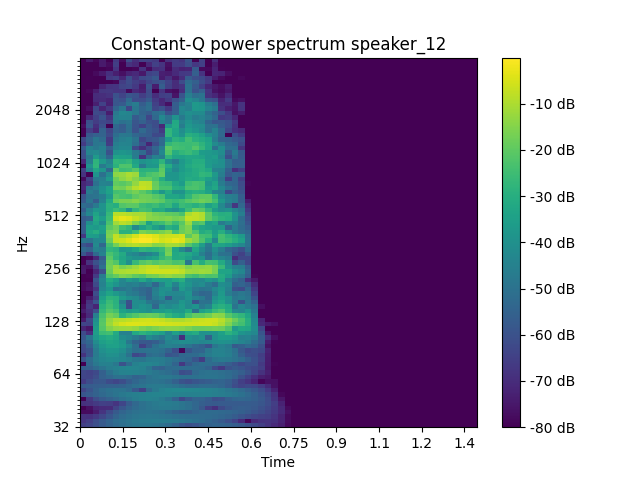 Constant-Q power spectrum speaker_12
Hz
2048
1024
512
256
128
64
32
0 0.15 0.3 0.45 0.6 0.75 0.9 1.1 1.2 1.4
Time
-10 dB
-20 dB
-30 dB
-40 dB
-50 dB
-60 dB
-70 dB
-80 dB